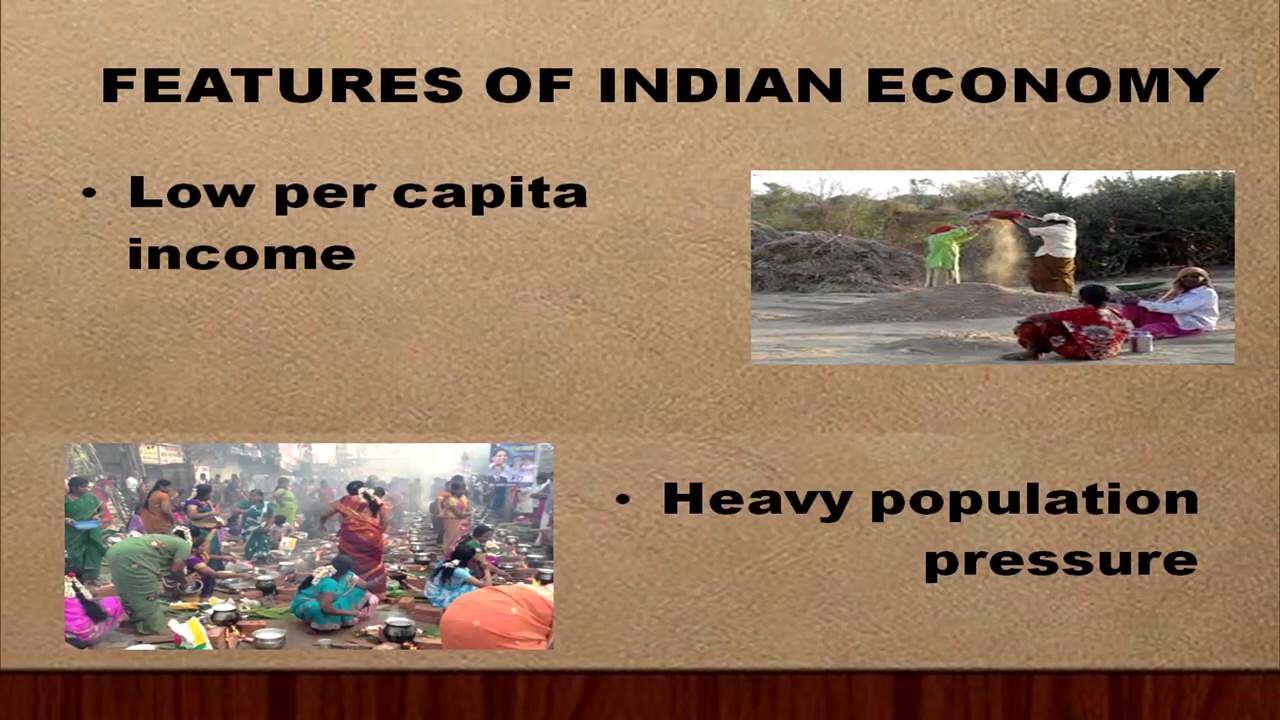 FEATURES OF INDIAN ECONOMY
• Low per capita
income
• Heavy population
pressure